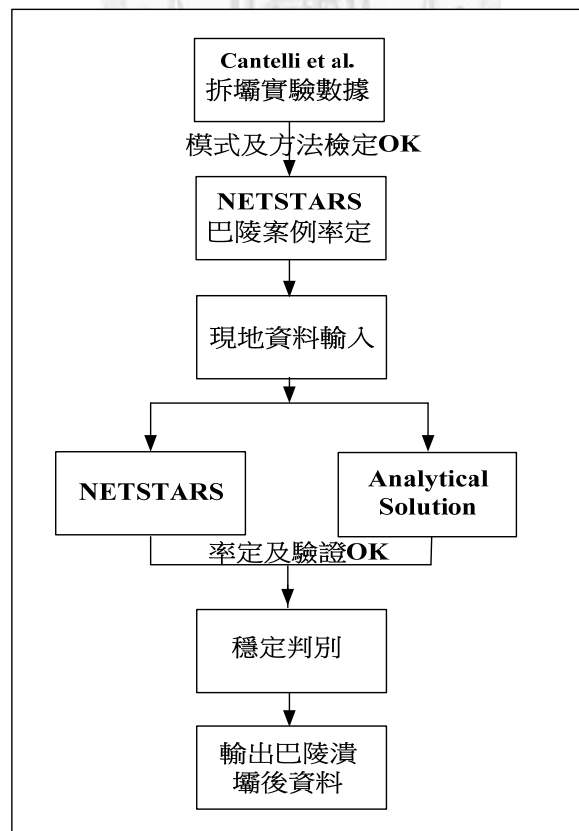 Cantelli et al.
拆壩實驗數據
模式及方法檢定OK
NETSTARS
巴陵案例率定
現地資料輸入
NETSTARS
Analytical
Solution
率定及驗證OK
穩定判別
輸出巴陵潰
壩後資料